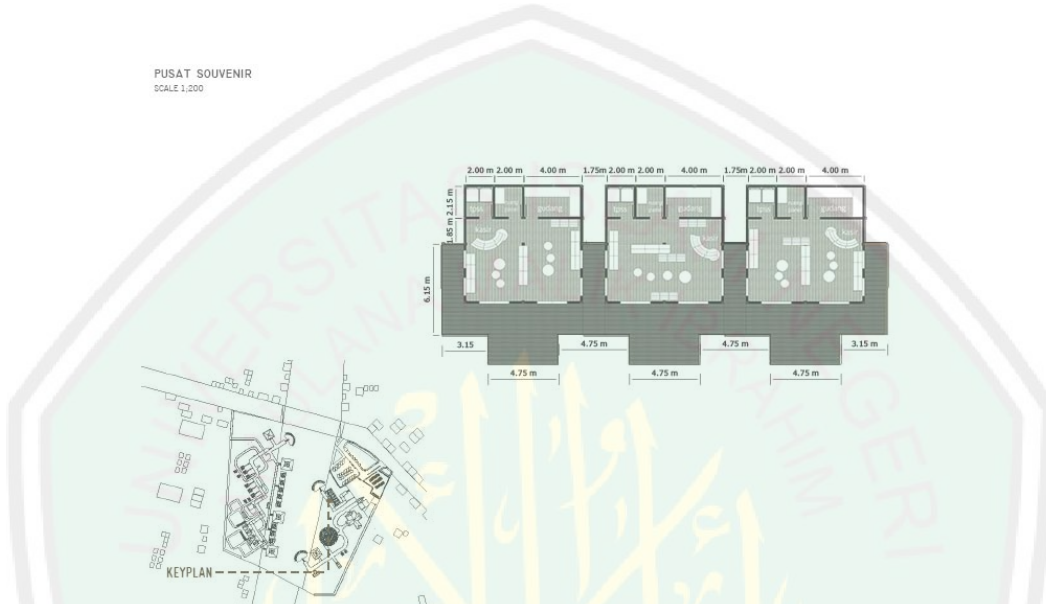 PUSAT SOUVENIR
SCALE 1;200
2.00 m 2.00 m 4.00 m 1.75m 2.00 m 2.00 m 4.00 m 1.75m 2.00 m 2.00 m 4.00 m
2.15 m
1.85 m
6.15 m
gudang gudang gudang
kasir kasir kasir
3.15 4.75 m 4.75 m 3.15 m
4.75 m 4.75 m 4.75 m
KEYPLAN